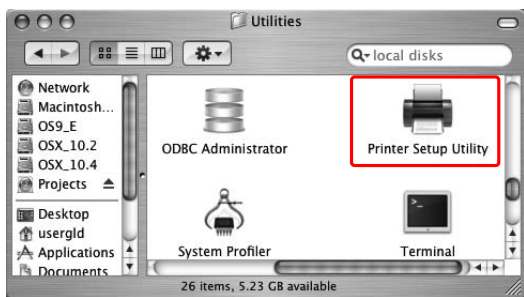 Utilities
local disks
Network
Macintosh...
OS9_E
OSX_10.2
OSX_10.4
Projects
Desktop
usergld
Applications
Documents
ODBC Administrator
Printer Setup Utility
System Profiler
Terminal
26 items, 5.23 GB available